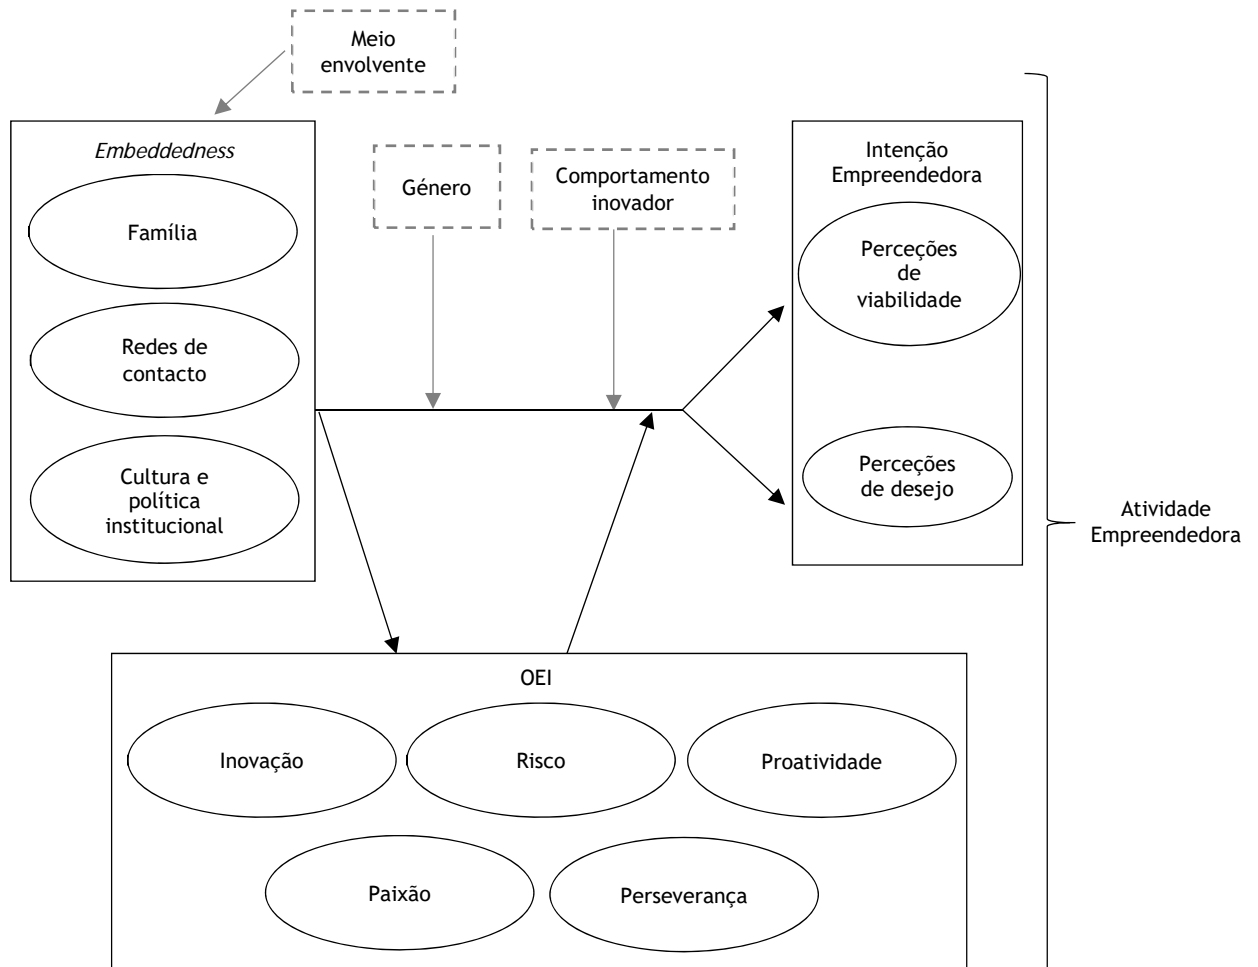 Meio
envolvente
Embeddedness
Família
Redes de
contacto
Cultura e
política
institucional
Género
Comportamento
inovador
Intenção
Empreendedora
Perceções
de
viabilidade
Perceções
de desejo
Atividade
Empreendedora
OEI
Inovação
Risco
Proatividade
Paixão
Perseverança